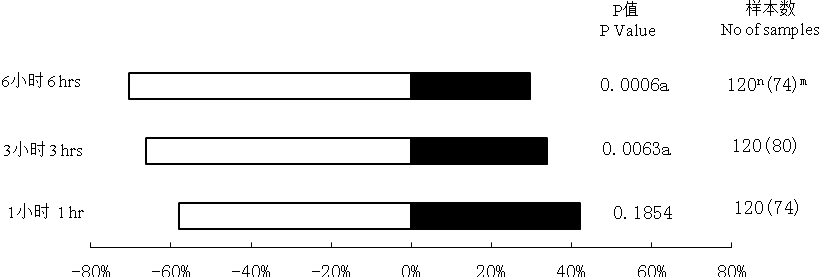 P值
P Value
样本数
No of samples
6小时 6 hrs
0.0006a
120ⁿ(74)ᵐ
3小时 3 hrs
0.0063a
120(80)
1小时 1 hr
0.1854
120(74)
-80% -60% -40% -20% 0% 20% 40% 60% 80%